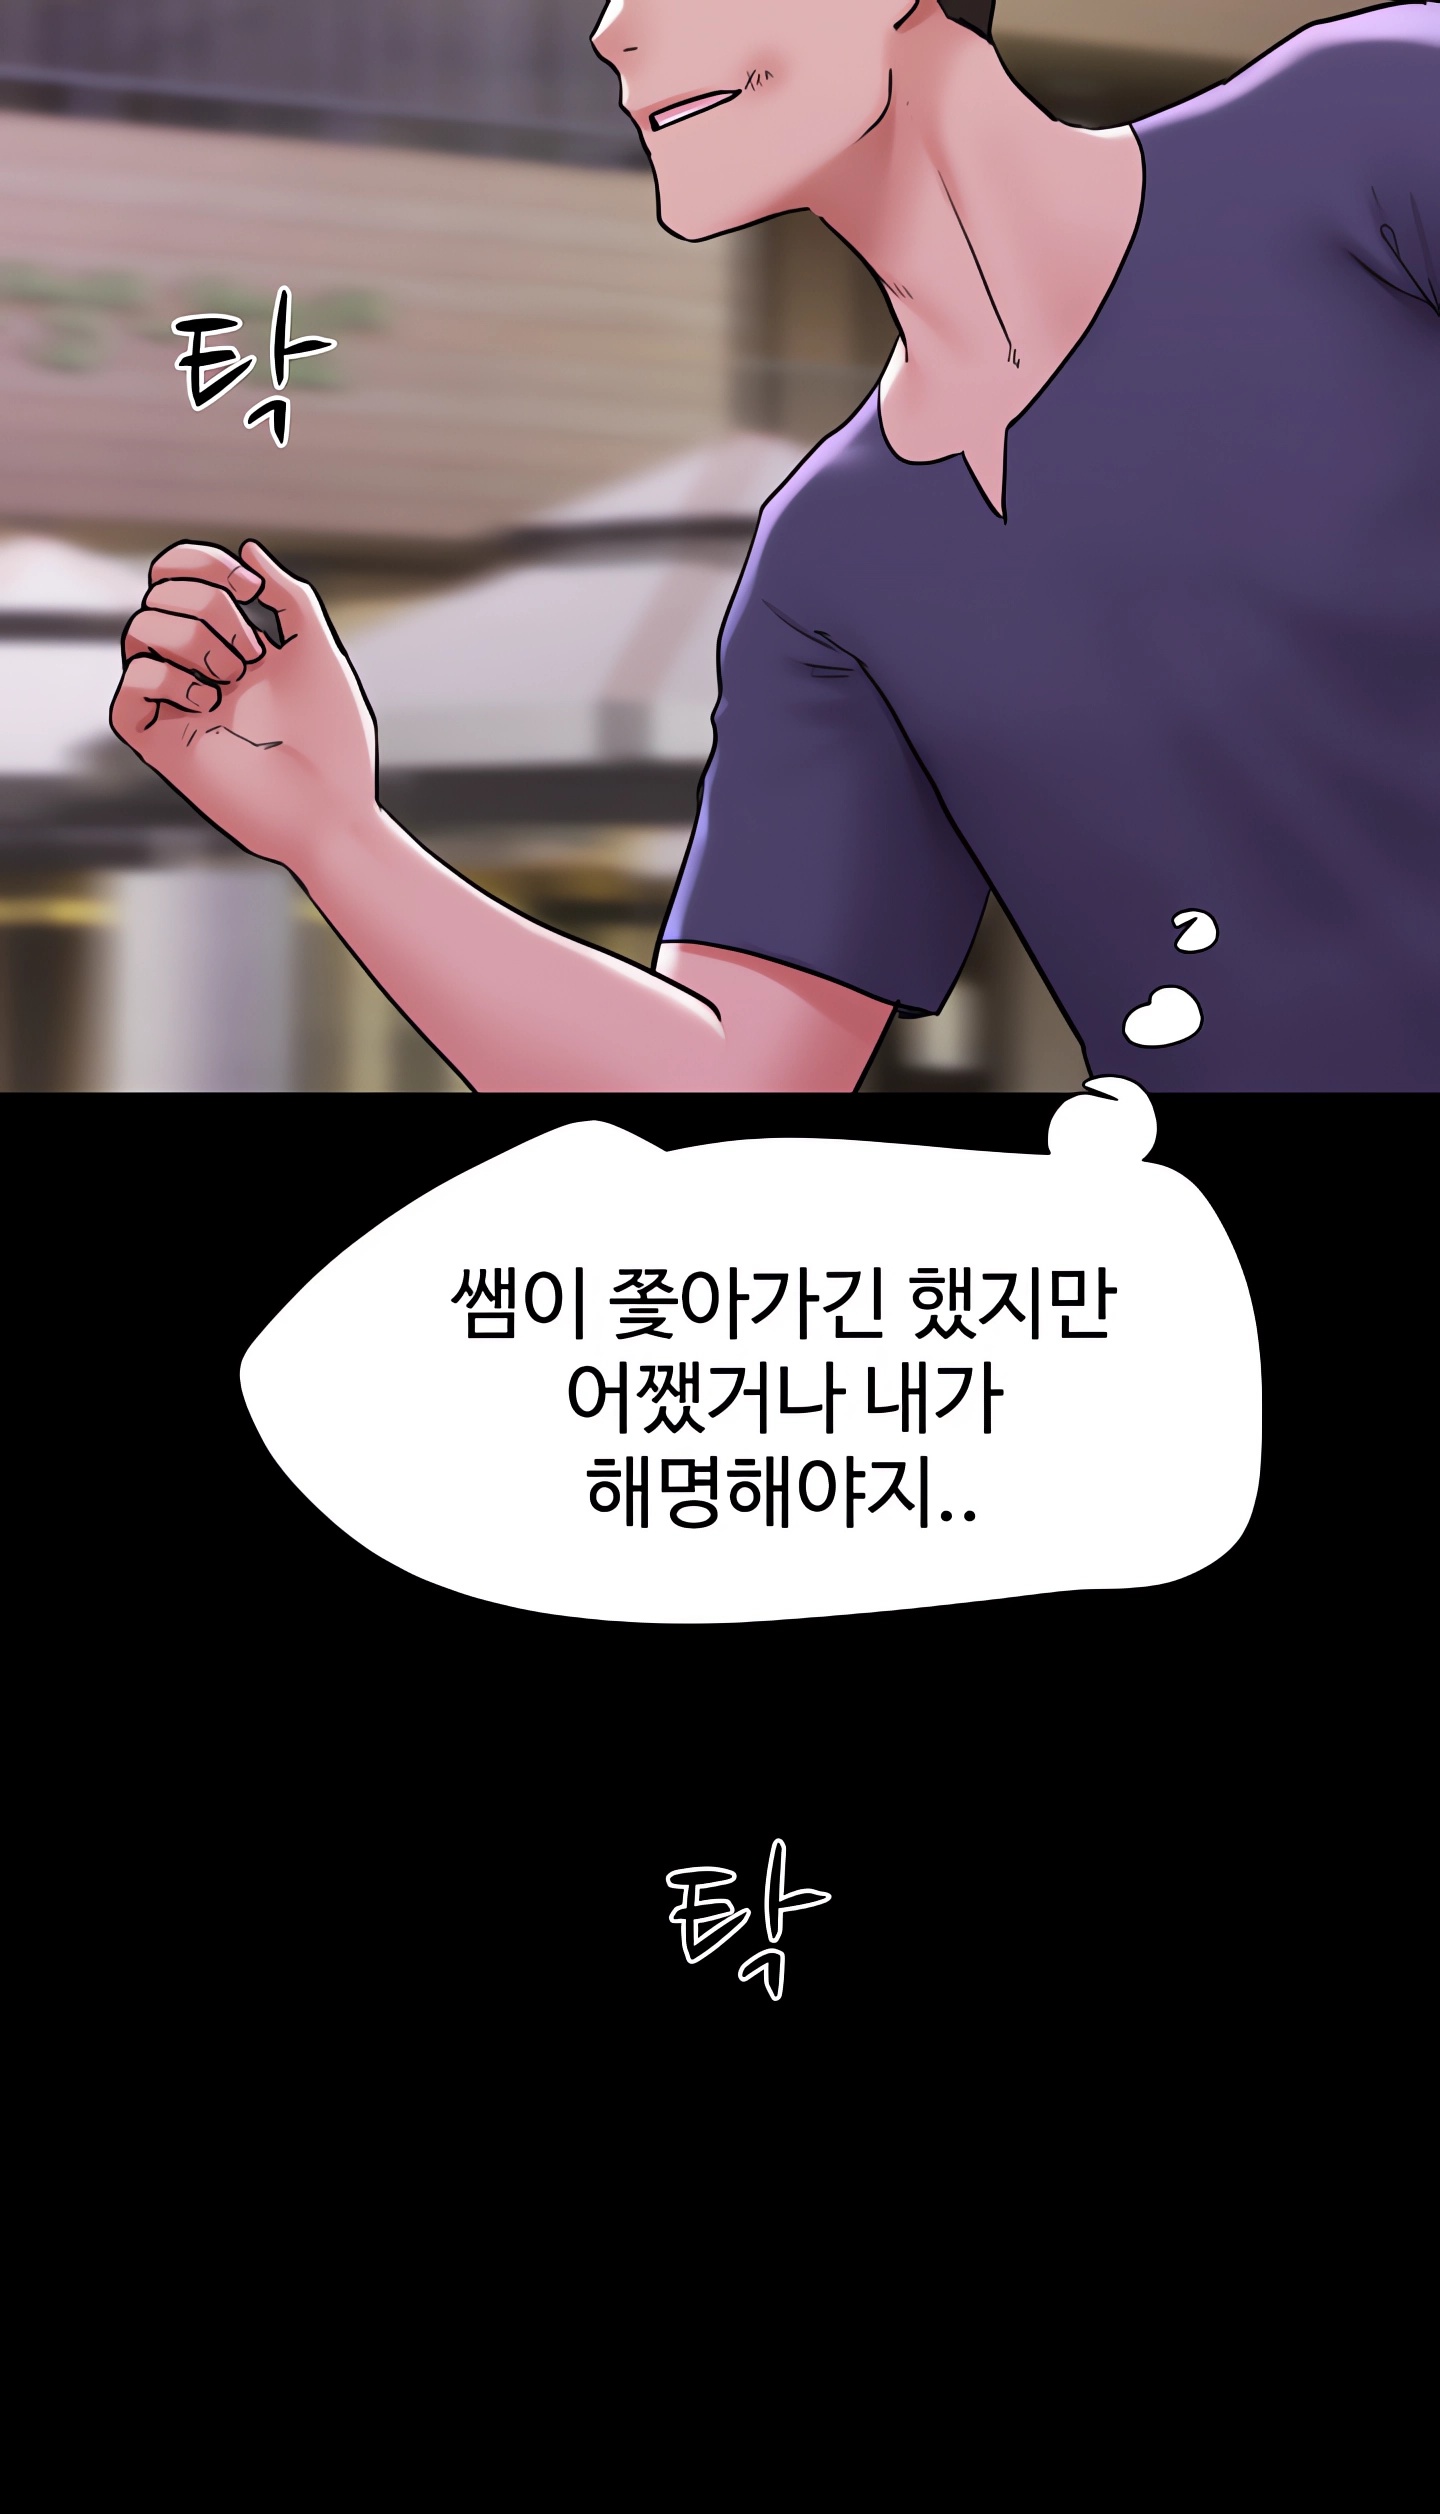 탁
쌤이 쫓아가긴 했지만
어쨌거나 내가
해명해야지..
탁